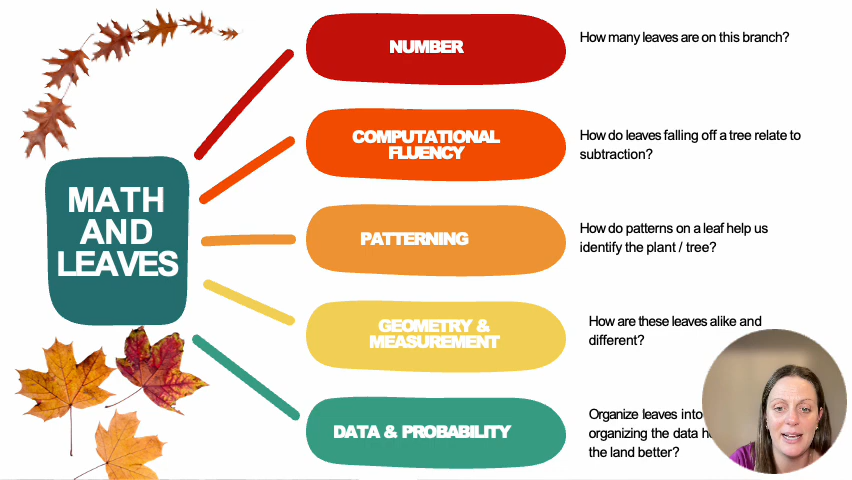 MATH
AND
LEAVES
NUMBER
How many leaves are on this branch?
COMPUTATIONAL
FLUENCY
How do leaves falling off a tree relate to
subtraction?
PATTERNING
How do patterns on a leaf help us
identify the plant / tree?
GEOMETRY &
MEASUREMENT
How are these leaves alike and
different?
DATA & PROBABILITY
Organize leaves into
organizing the data
the land better?